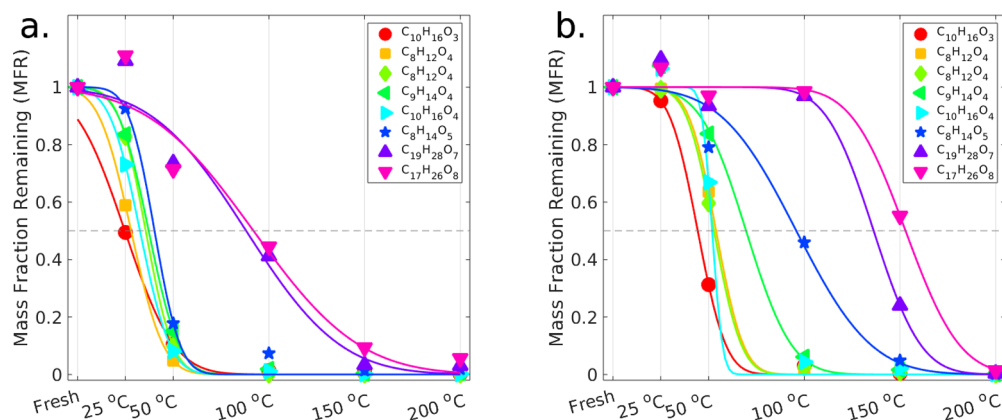 a.
Mass Fraction Remaining (MFR)
1
0.8
0.6
0.4
0.2
0
Fresh
25 °C
50 °C
100 °C
150 °C
200 °C
C₁₀H₁₆O₃
C₈H₁₂O₄
C₈H₁₂O₄
C₉H₁₄O₄
C₁₀H₁₆O₄
C₈H₁₄O₅
C₁₉H₂₈O₇
C₁₇H₂₆O₈
b.
Mass Fraction Remaining (MFR)
1
0.8
0.6
0.4
0.2
0
Fresh
25 °C
50 °C
100 °C
150 °C
200 °C
C₁₀H₁₆O₃
C₈H₁₂O₄
C₈H₁₂O₄
C₉H₁₄O₄
C₁₀H₁₆O₄
C₈H₁₄O₅
C₁₉H₂₈O₇
C₁₇H₂₆O₈